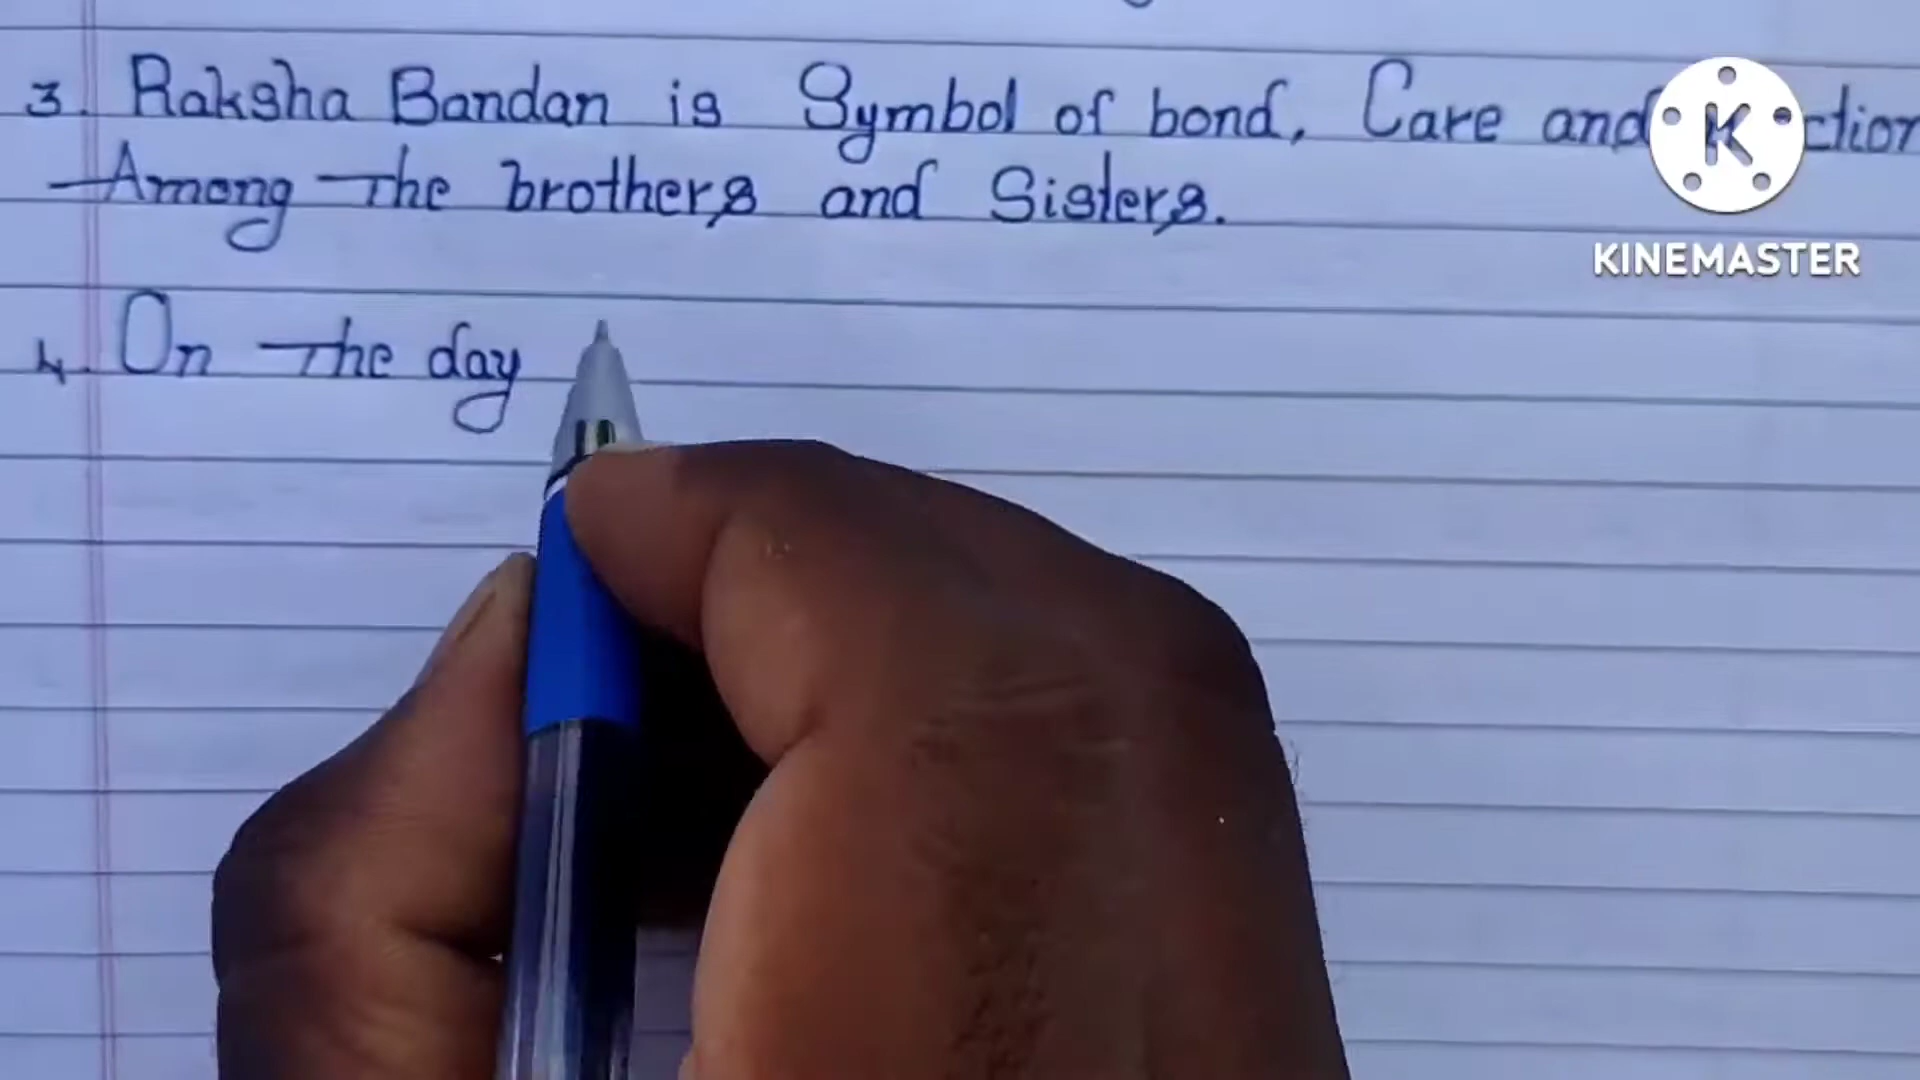 3. Raksha Bandan is Symbol of bond, Care and
Among The brothers and Sisters.
4. On The day
K
KINEMASTER